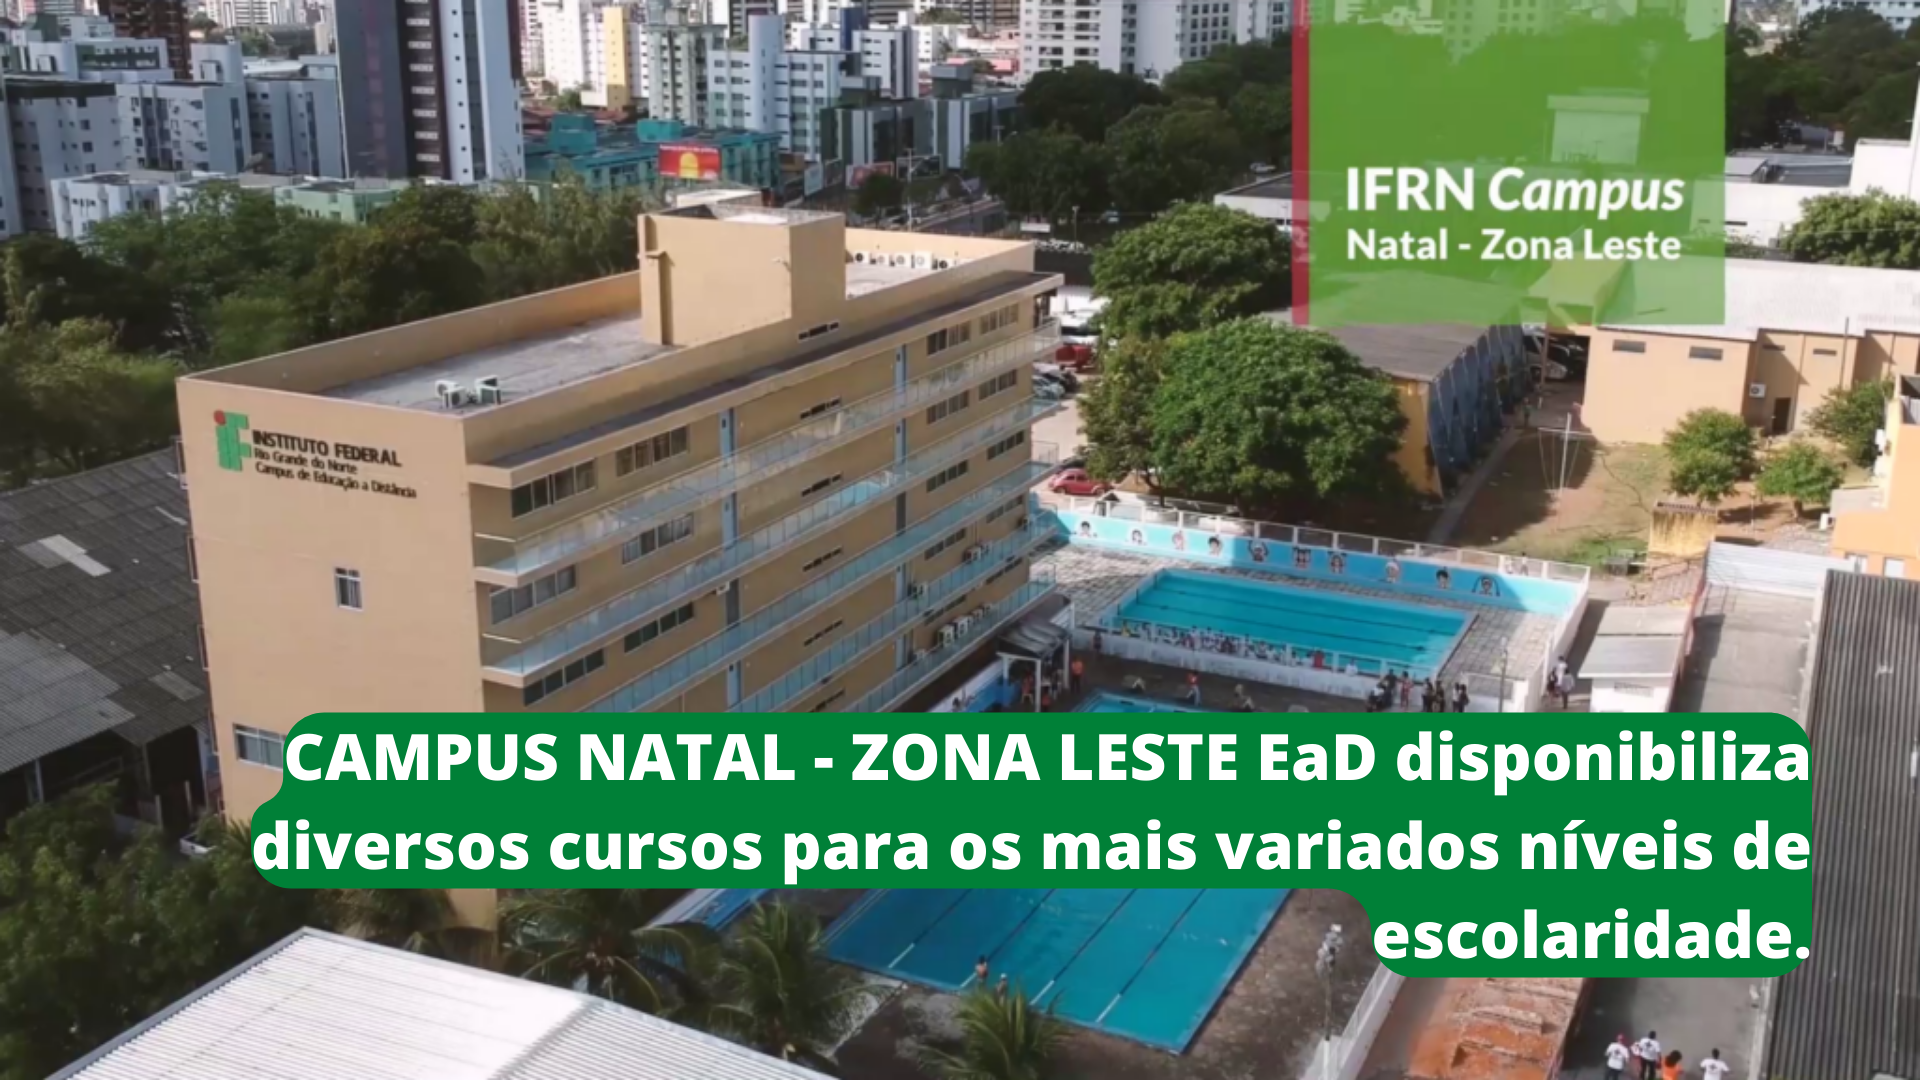 IFRN Campus
Natal - Zona Leste
INSTITUTO FEDERAL
Rio Grande do Norte
Campus de Educação a Distância
CAMPUS NATAL - ZONA LESTE EaD disponibiliza
diversos cursos para os mais variados níveis de
escolaridade.